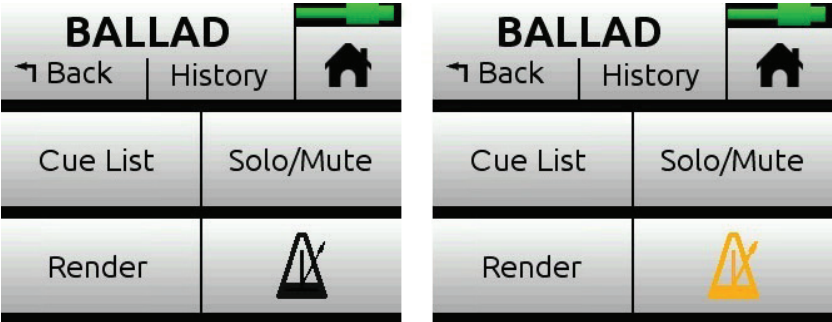 BALLAD
Back History
Cue List Solo/Mute
Render
BALLAD
Back History
Cue List Solo/Mute
Render